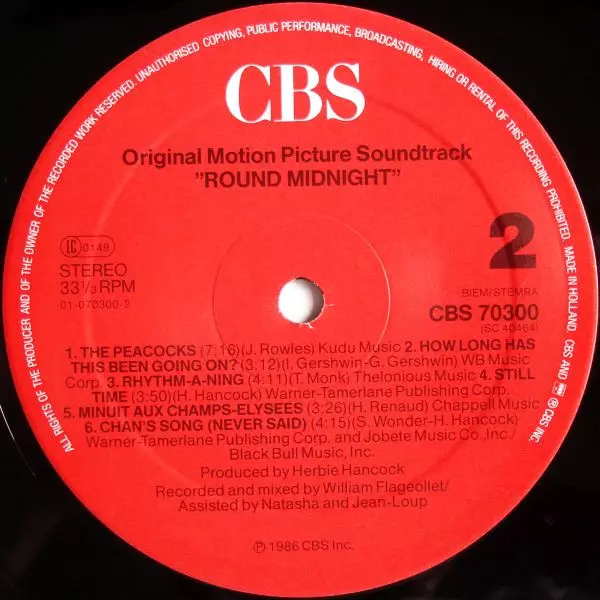 ALL RIGHTS OF THE PRODUCER AND OF THE OWNER OF THE RECORDED WORK RESERVED. UNAUTHORISED COPYING, PUBLIC PERFORMANCE, BROADCASTING, HIRING OR RENTAL OF THIS RECORDING PROHIBITED. MADE IN HOLLAND. CBS AND ℗ CBS INC.
CBS
Original Motion Picture Soundtrack
"ROUND MIDNIGHT"
LC 0149
STEREO
33 1/3 RPM
01-070300-2
2
BIEM/STEMRA
CBS 70300
(SC 40464)
1. THE PEACOCKS (7:16)(J. Rowles) Kudu Music 2. HOW LONG HAS
THIS BEEN GOING ON? (3.12)(I. Gershwin-G. Gershwin) WB Music
Corp. 3. RHYTHM-A-NING (4:11)(T. Monk) Thelonious Music 4. STILL
TIME (3:50)(H. Hancock) Warner-Tamerlane Publishing Corp.
5. MINUIT AUX CHAMPS-ELYSEES (3:26)(H. Renaud) Chappell Music
6. CHAN'S SONG (NEVER SAID) (4:15)(S. Wonder-H. Hancock)
Warner-Tamerlane Publishing Corp. and Jobete Music Co.,inc./
Black Bull Music, Inc.
Produced by Herbie Hancock
Recorded and mixed by William Flageollet/
Assisted by Natasha and Jean-Loup
℗ 1986 CBS Inc.